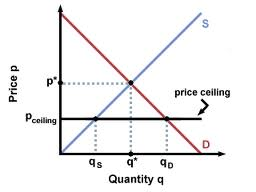 S
p*
price ceiling
Price p
pceiling
D
qS q* qD
Quantity q